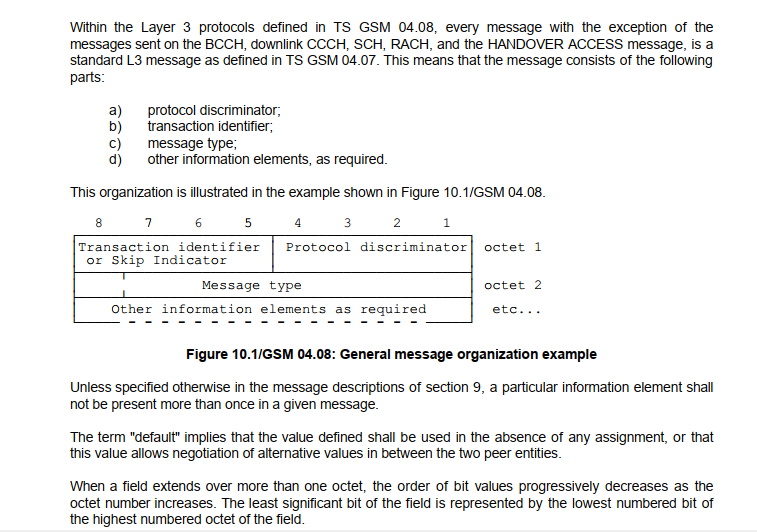 Within the Layer 3 protocols defined in TS GSM 04.08, every message with the exception of the
messages sent on the BCCH, downlink CCCH, SCH, RACH, and the HANDOVER ACCESS message, is a
standard L3 message as defined in TS GSM 04.07. This means that the message consists of the following
parts:
a) protocol discriminator;
b) transaction identifier;
c) message type;
d) other information elements, as required.
This organization is illustrated in the example shown in Figure 10.1/GSM 04.08.
8 7 6 5 4 3 2 1
Transaction identifier Protocol discriminator octet 1
or Skip Indicator
Message type octet 2
Other information elements as required etc...
Figure 10.1/GSM 04.08: General message organization example
Unless specified otherwise in the message descriptions of section 9, a particular information element shall
not be present more than once in a given message.
The term "default" implies that the value defined shall be used in the absence of any assignment, or that
this value allows negotiation of alternative values in between the two peer entities.
When a field extends over more than one octet, the order of bit values progressively decreases as the
octet number increases. The least significant bit of the field is represented by the lowest numbered bit of
the highest numbered octet of the field.